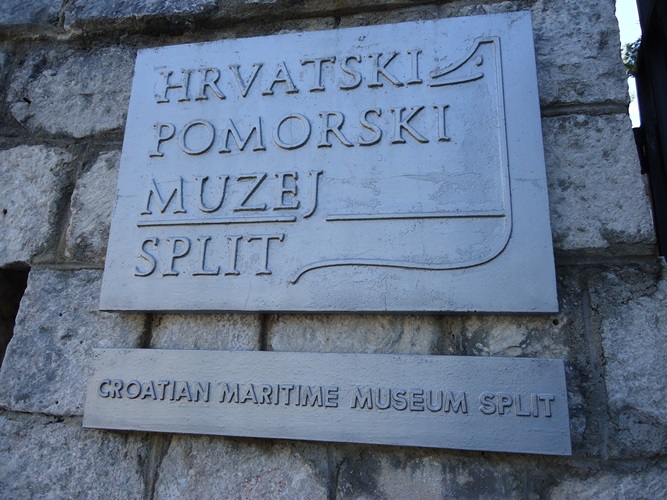 HRVATSKI
POMORSKI
MUZEJ
SPLIT
CROATIAN MARITIME MUSEUM SPLIT